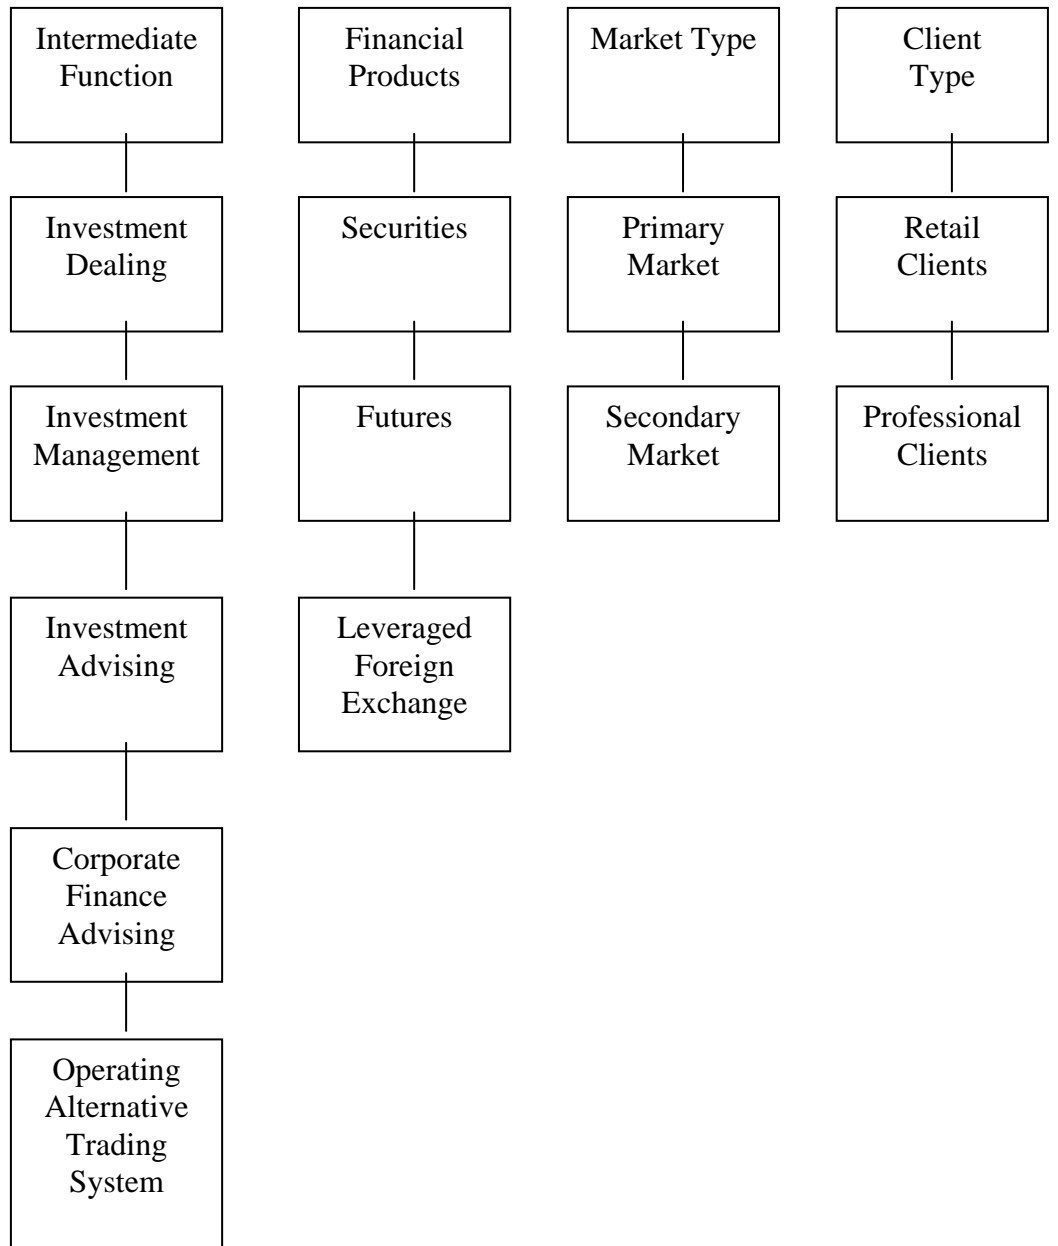 Intermediate
Function
Financial
Products
Market Type
Client
Type
Investment
Dealing
Securities
Primary
Market
Retail
Clients
Investment
Management
Futures
Secondary
Market
Professional
Clients
Investment
Advising
Leveraged
Foreign
Exchange
Corporate
Finance
Advising
Operating
Alternative
Trading
System